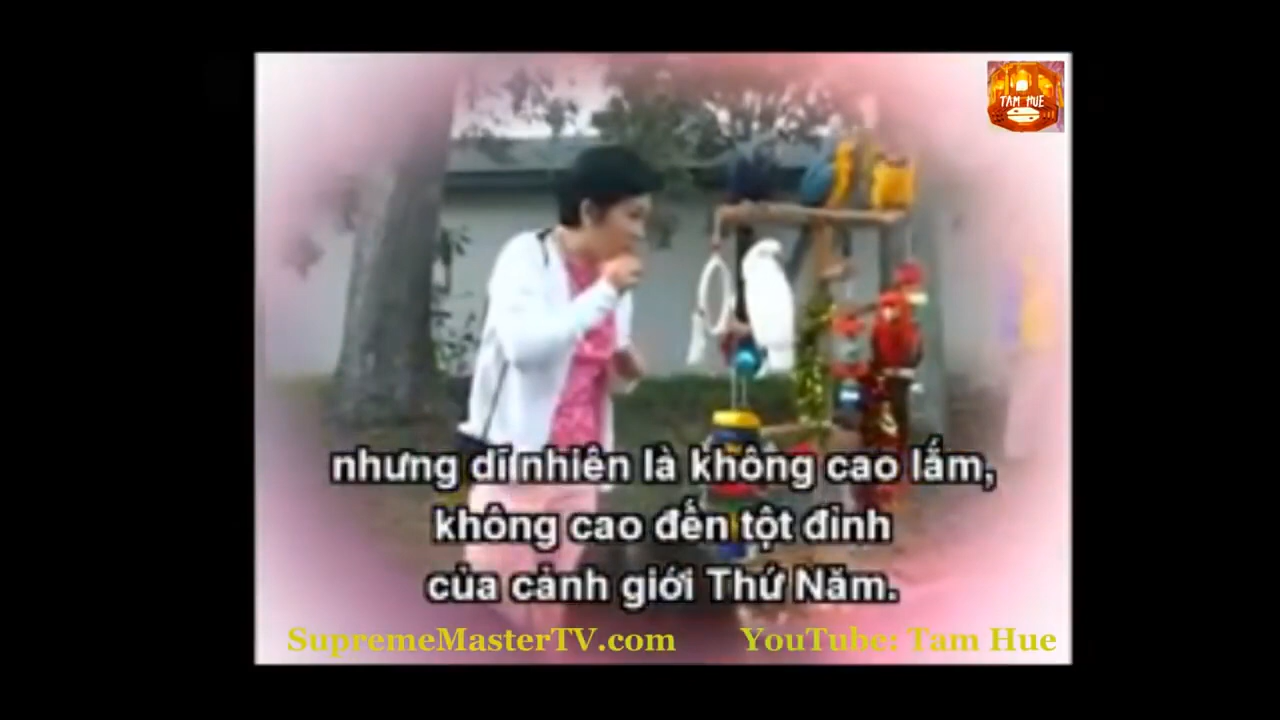 TAM HUE
nhưng dĩ nhiên là không cao lắm,
không cao đến tột đỉnh
của cảnh giới Thứ Năm.
SupremeMasterTV.com YouTube: Tam Hue